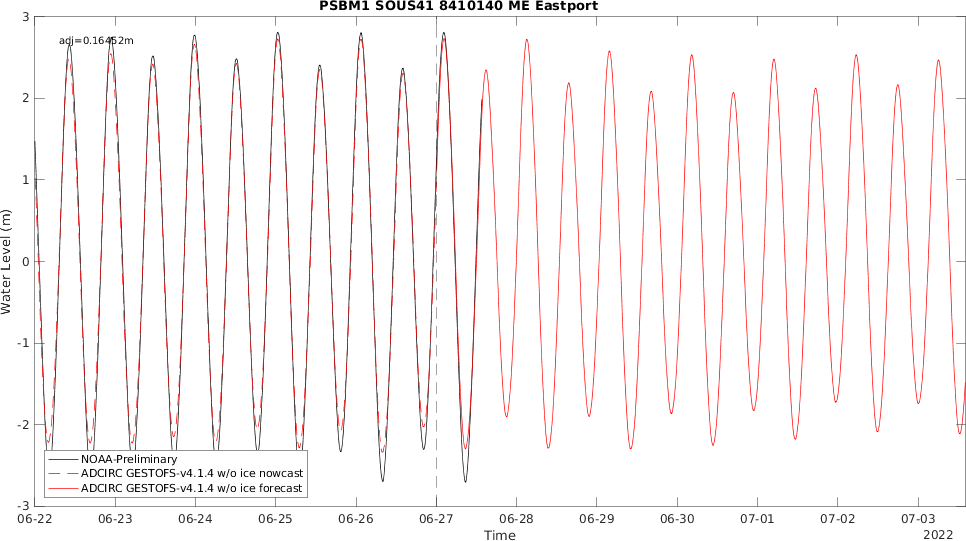 PSBM1 SOUS41 8410140 ME Eastport
adj=0.16452m
3
2
1
0
-1
-2
-3
Water Level (m)
NOAA-Preliminary
ADCIRC GESTOFS-v4.1.4 w/o ice nowcast
ADCIRC GESTOFS-v4.1.4 w/o ice forecast
06-22 06-23 06-24 06-25 06-26 06-27 06-28 06-29 06-30 07-01 07-02 07-03
Time
2022